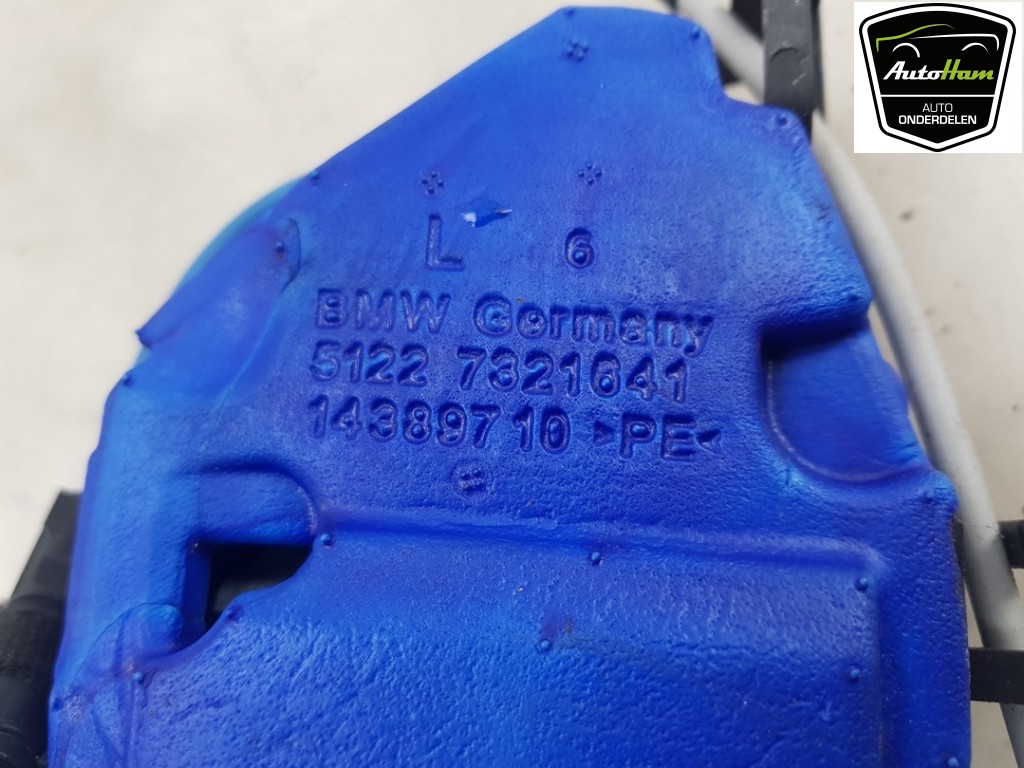 L 6
BMW Germany
5122 7321641
14389710 >PE<
AutoHam
AUTO
ONDERDELEN